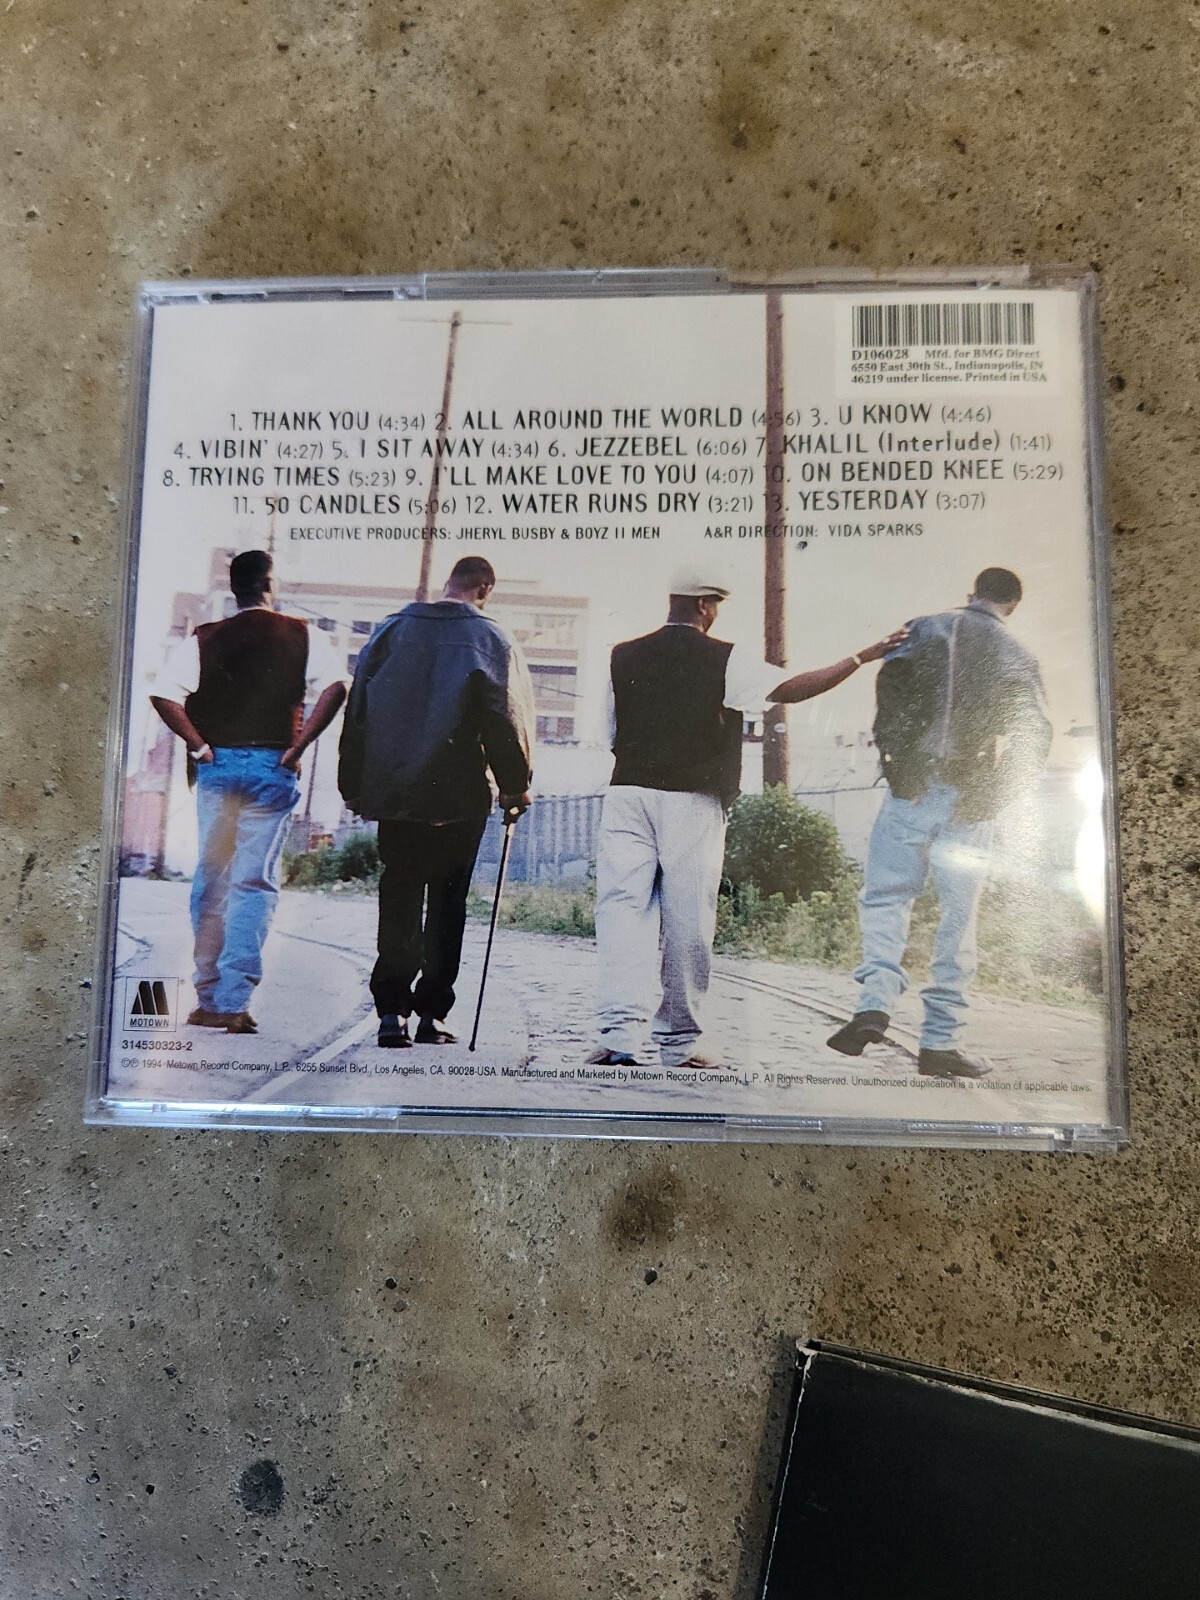 D106028 Mfd. for BMG Direct
6550 East 30th St., Indianapolis, IN
46219 under license. Printed in USA
1. THANK YOU (4:34) 2. ALL AROUND THE WORLD (4:56) 3. U KNOW (4:46)
4. VIBIN' (4:27) 5. I SIT AWAY (4:34) 6. JEZZEBEL (6:06) 7. KHALIL (Interlude) (1:41)
8. TRYING TIMES (5:23) 9. I'LL MAKE LOVE TO YOU (4:07) 10. ON BENDED KNEE (5:29)
11. 50 CANDLES (5:06) 12. WATER RUNS DRY (3:21) 13. YESTERDAY (3:07)
EXECUTIVE PRODUCERS: JHERYL BUSBY & BOYZ II MEN A&R DIRECTION: VIDA SPARKS
MOTOWN
314530323-2
©℗ 1994 Motown Record Company, L.P., 6255 Sunset Blvd., Los Angeles, CA. 90028-USA. Manufactured and Marketed by Motown Record Company, L.P. All Rights Reserved. Unauthorized duplication is a violation of applicable laws.